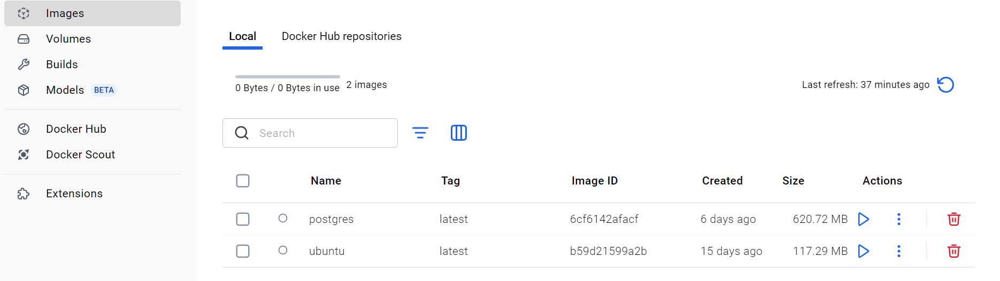 Images
Volumes
Builds
Models BETA
Docker Hub
Docker Scout
Extensions
Local Docker Hub repositories
0 Bytes / 0 Bytes in use 2 images Last refresh: 37 minutes ago
Search
Name Tag Image ID Created Size Actions
postgres latest 6cf6142afacf 6 days ago 620.72 MB
ubuntu latest b59d21599a2b 15 days ago 117.29 MB